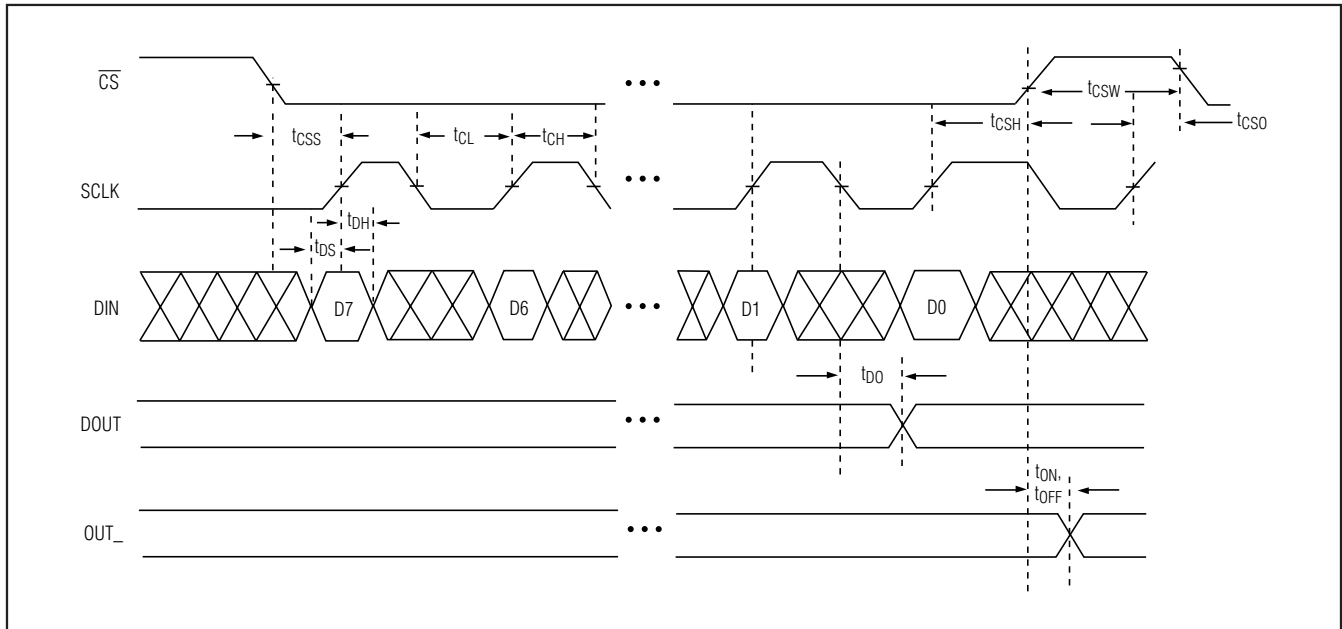 CS
tCSW
tCSS
tCL
tCH
tCSH
tCSO
SCLK
tDH
tDS
DIN
D7
D6
D1
D0
tDO
DOUT
tON,
tOFF
OUT_